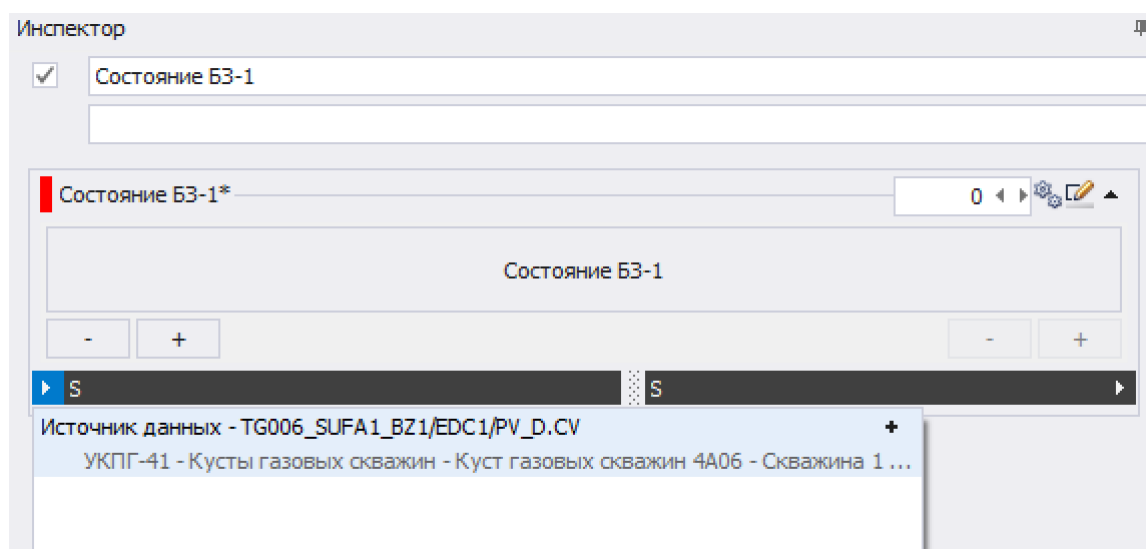 Инспектор
Состояние БЗ-1
Состояние БЗ-1* 0
Состояние БЗ-1
- + - +
S S
Источник данных - TG006_SUFA1_BZ1/EDC1/PV_D.CV +
УКПГ-41 - Кусты газовых скважин - Куст газовых скважин 4А06 - Скважина 1 ...